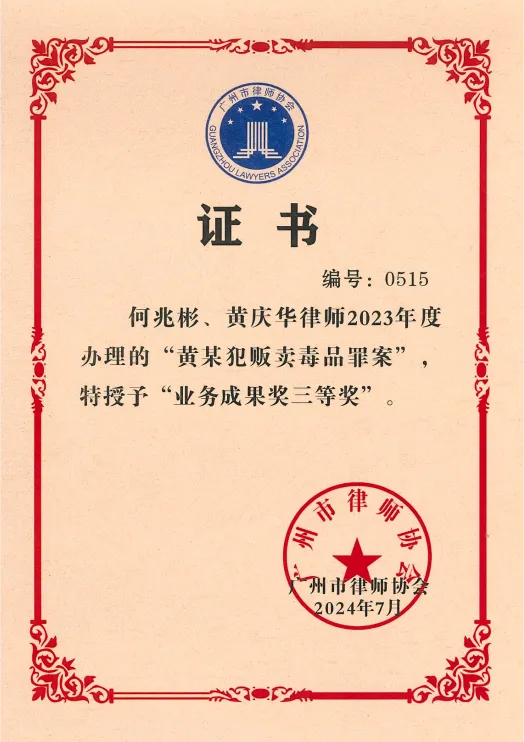 广州市律师协会
GUANGZHOU LAWYERS ASSOCIATION
证书
编号：0515
何兆彬、黄庆华律师2023年度
办理的“黄某犯贩卖毒品罪案”，
特授予“业务成果奖三等奖”。
广州市律师协会
广州市律师协会
2024年7月